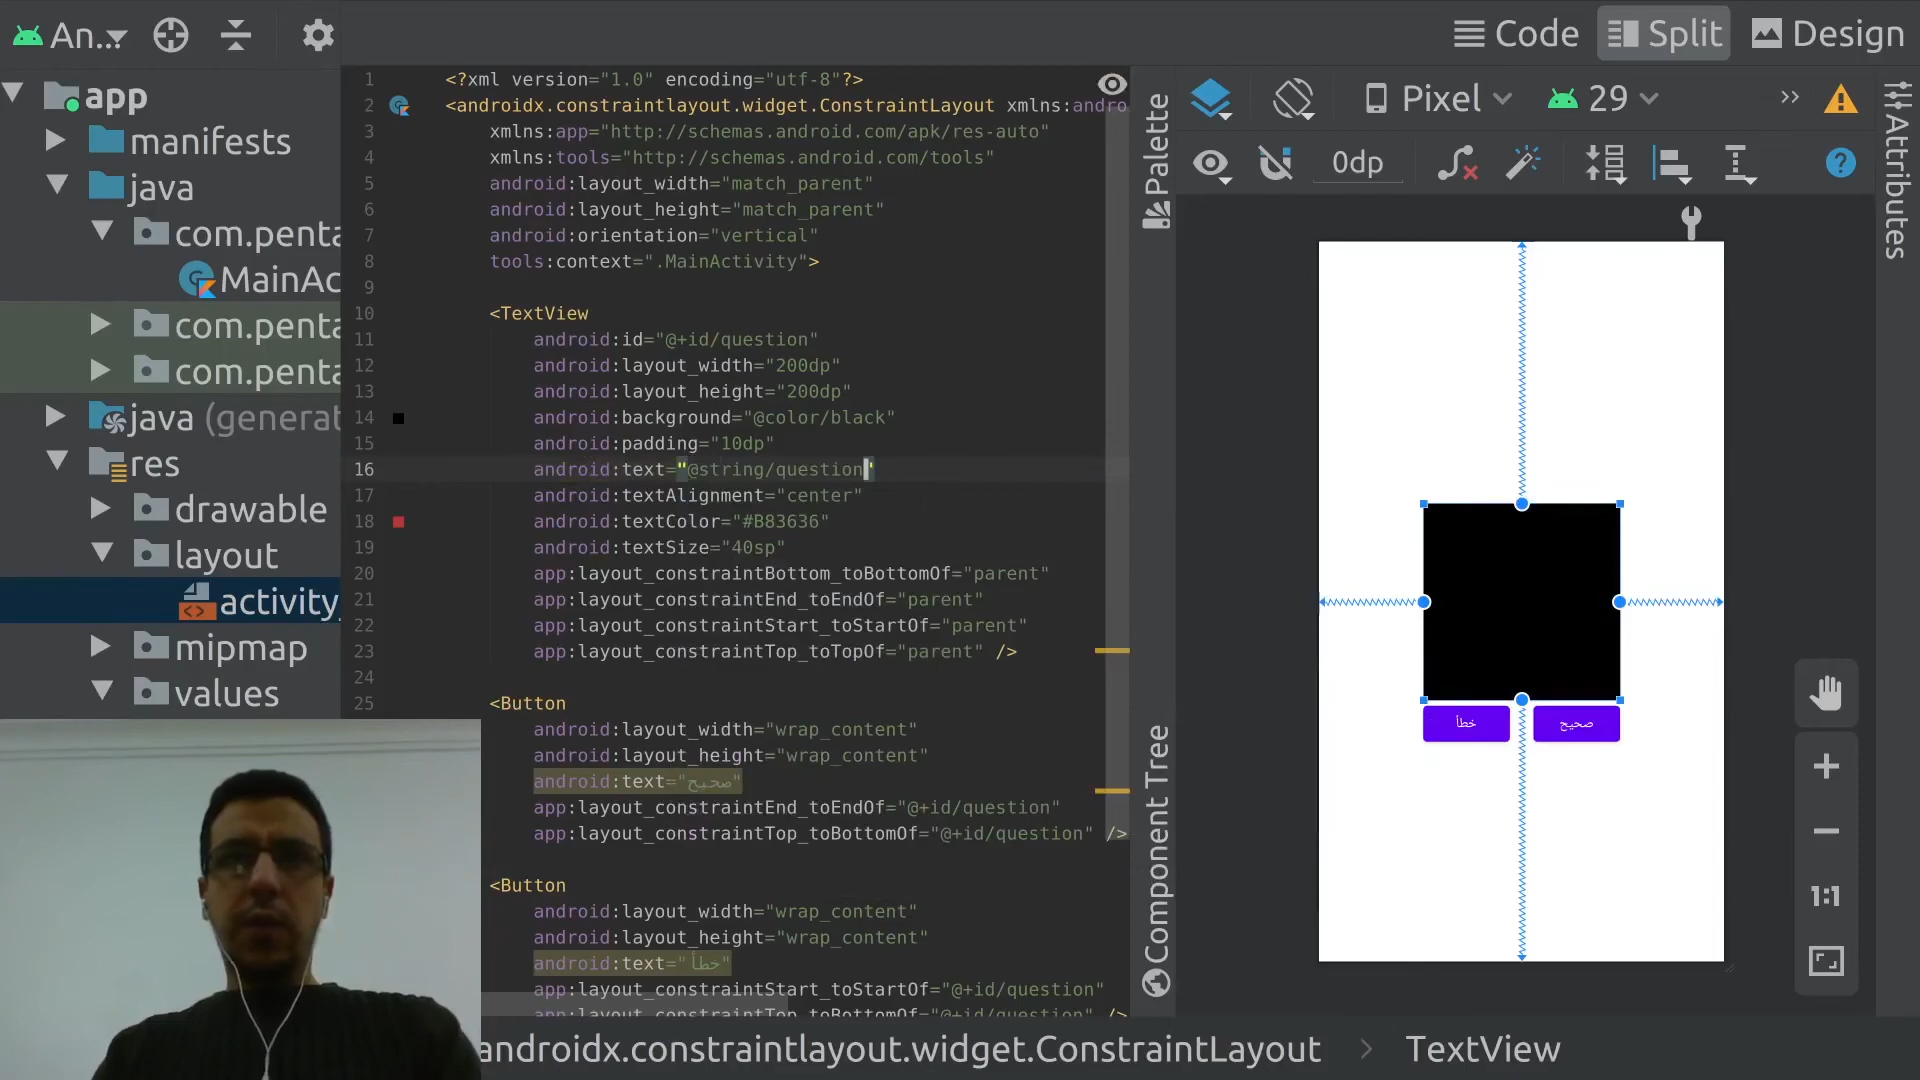 An...
Code
Split
Design
app
manifests
java
com.penta
MainAc
com.penta
com.penta
java (generat
res
drawable
layout
activity_
mipmap
values
1 <?xml version="1.0" encoding="utf-8"?>
2 <androidx.constraintlayout.widget.ConstraintLayout xmlns:andro
3 xmlns:app="http://schemas.android.com/apk/res-auto"
4 xmlns:tools="http://schemas.android.com/tools"
5 android:layout_width="match_parent"
6 android:layout_height="match_parent"
7 android:orientation="vertical"
8 tools:context=".MainActivity">
9
10 <TextView
11 android:id="@+id/question"
12 android:layout_width="200dp"
13 android:layout_height="200dp"
14 android:background="@color/black"
15 android:padding="10dp"
16 android:text="@string/question"
17 android:textAlignment="center"
18 android:textColor="#B83636"
19 android:textSize="40sp"
20 app:layout_constraintBottom_toBottomOf="parent"
21 app:layout_constraintEnd_toEndOf="parent"
22 app:layout_constraintStart_toStartOf="parent"
23 app:layout_constraintTop_toTopOf="parent" />
24
25 <Button
android:layout_width="wrap_content"
android:layout_height="wrap_content"
android:text="صحيح"
app:layout_constraintEnd_toEndOf="@+id/question"
app:layout_constraintTop_toBottomOf="@+id/question" />
<Button
android:layout_width="wrap_content"
android:layout_height="wrap_content"
android:text="خطأ"
app:layout_constraintStart_toStartOf="@+id/question"
app:layout_constraintTop_toBottomOf="@+id/question" />
androidx.constraintlayout.widget.ConstraintLayout > TextView
Palette
Component Tree
Pixel
29
0dp
Attributes
خطأ
صحيح
1:1